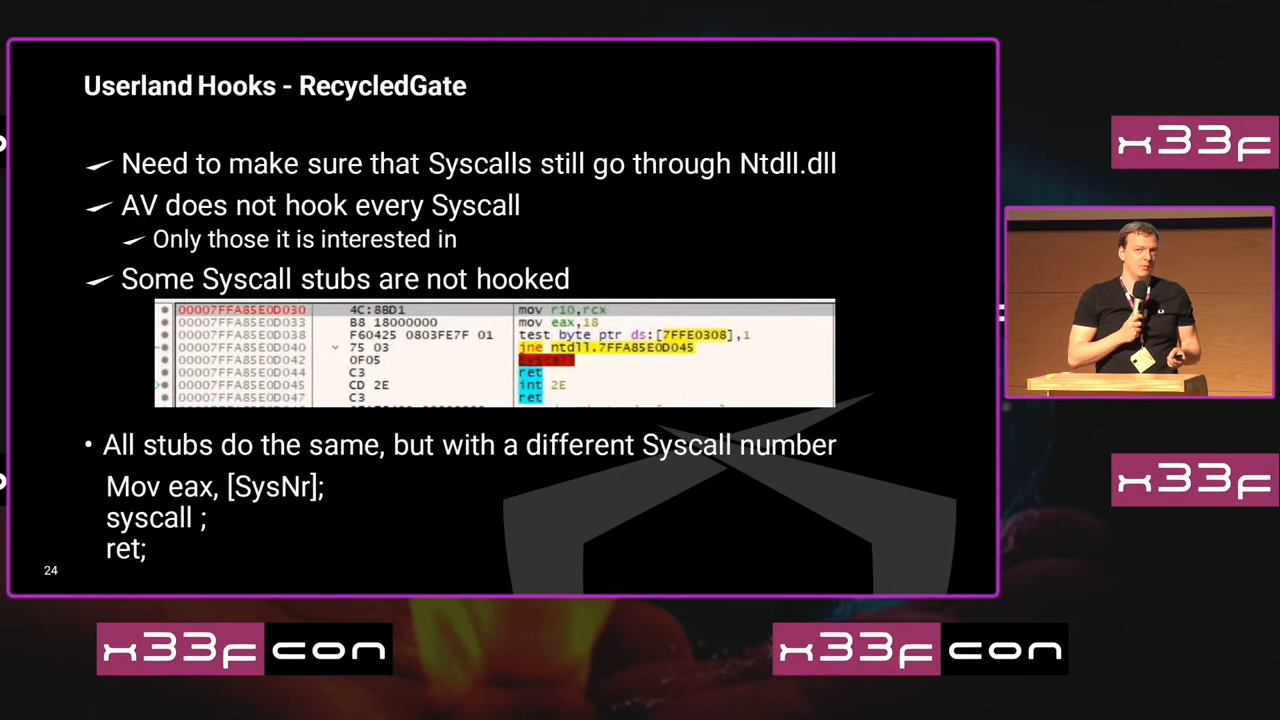 Userland Hooks - RecycledGate
Need to make sure that Syscalls still go through Ntdll.dll
AV does not hook every Syscall
Only those it is interested in
Some Syscall stubs are not hooked
00007FFA85E0D030 4C:8BD1 mov r10,rcx
00007FFA85E0D033 B8 18000000 mov eax,18
00007FFA85E0D038 F60425 0803FE7F 01 test byte ptr ds:[7FFE0308],1
00007FFA85E0D040 75 03 jne ntdll.7FFA85E0D045
00007FFA85E0D042 0F05 syscall
00007FFA85E0D044 C3 ret
00007FFA85E0D045 CD 2E int 2E
00007FFA85E0D047 C3 ret
• All stubs do the same, but with a different Syscall number
Mov eax, [SysNr];
syscall ;
ret;
24
x33f
x33f
x33fcon
x33fcon